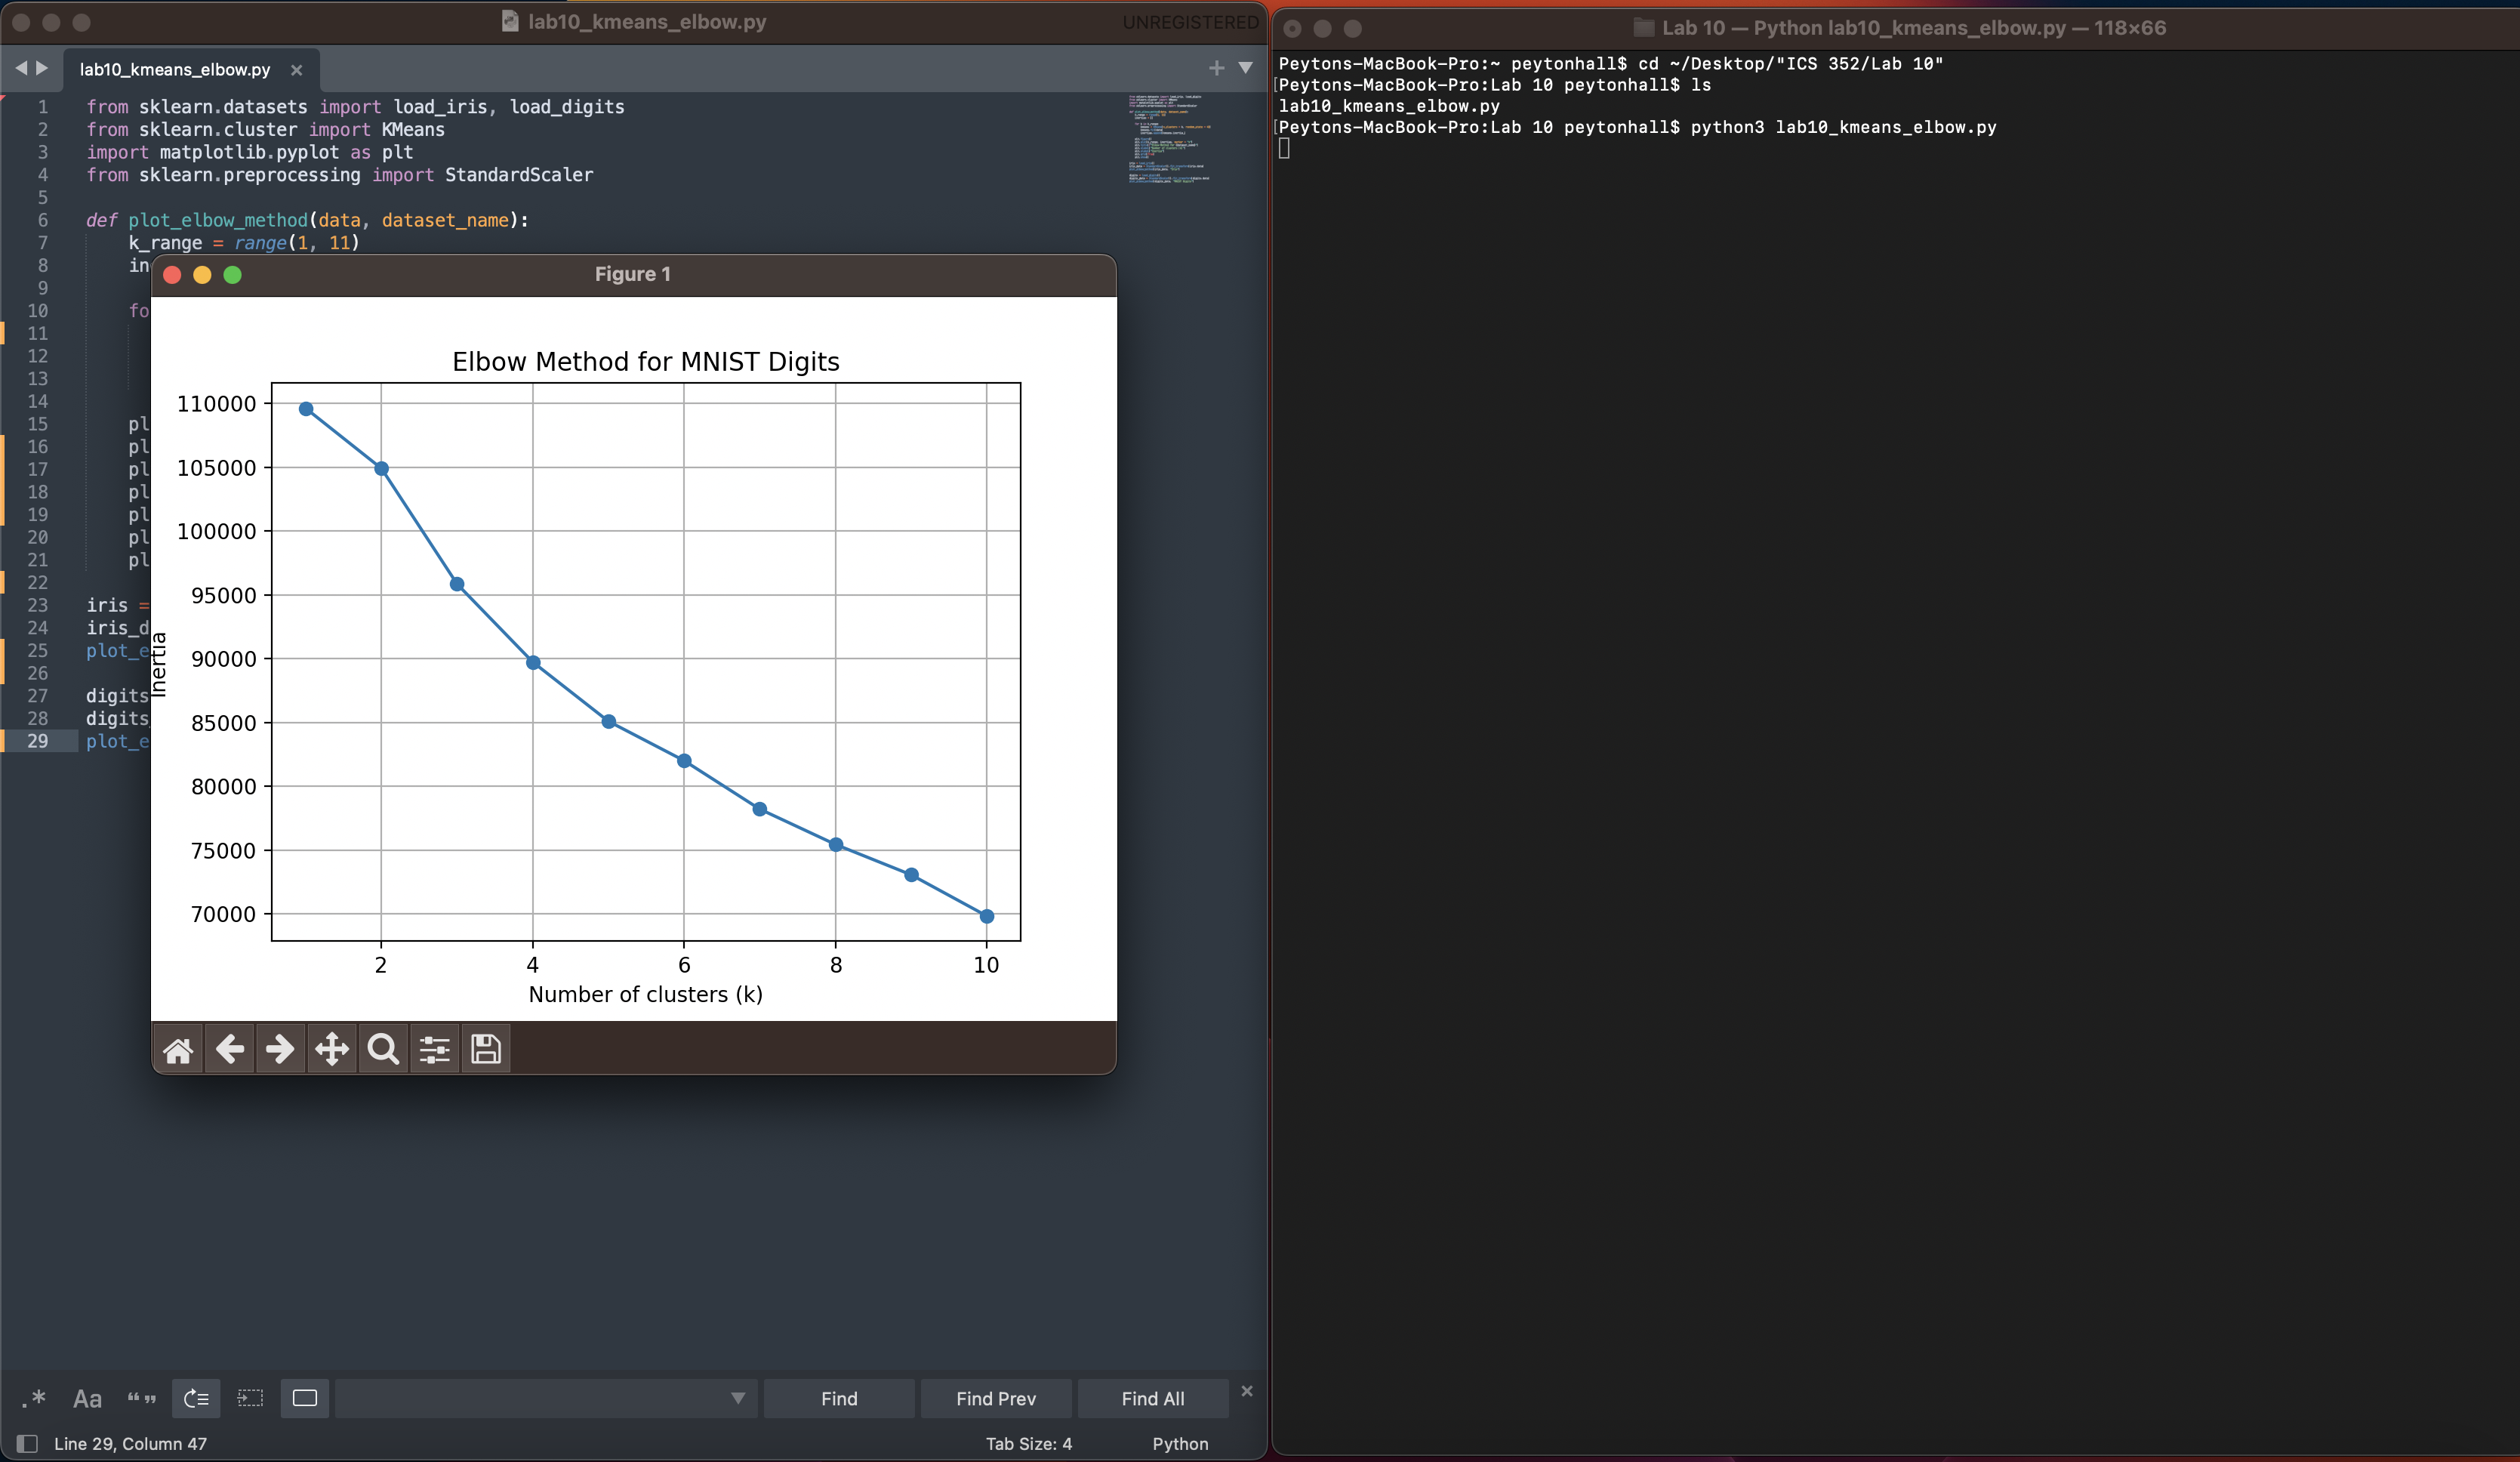 lab10_kmeans_elbow.py
UNREGISTERED
lab10_kmeans_elbow.py
1 from sklearn.datasets import load_iris, load_digits
2 from sklearn.cluster import KMeans
3 import matplotlib.pyplot as plt
4 from sklearn.preprocessing import StandardScaler
5
6 def plot_elbow_method(data, dataset_name):
7 k_range = range(1, 11)
8 in
9
10 fo
11
12
13
14
15 pl
16 pl
17 pl
18 pl
19 pl
20 pl
21 pl
22
23 iris =
24 iris_d
25 plot_e
26
27 digits
28 digits
29 plot_e
Figure 1
Elbow Method for MNIST Digits
110000
105000
100000
95000
90000
85000
80000
75000
70000
Inertia
2 4 6 8 10
Number of clusters (k)
.* Aa “ ”
Find
Find Prev
Find All
Line 29, Column 47
Tab Size: 4
Python
Lab 10 — Python lab10_kmeans_elbow.py — 118×66
Peytons-MacBook-Pro:~ peytonhall$ cd ~/Desktop/"ICS 352/Lab 10"
[Peytons-MacBook-Pro:Lab 10 peytonhall$ ls
lab10_kmeans_elbow.py
[Peytons-MacBook-Pro:Lab 10 peytonhall$ python3 lab10_kmeans_elbow.py